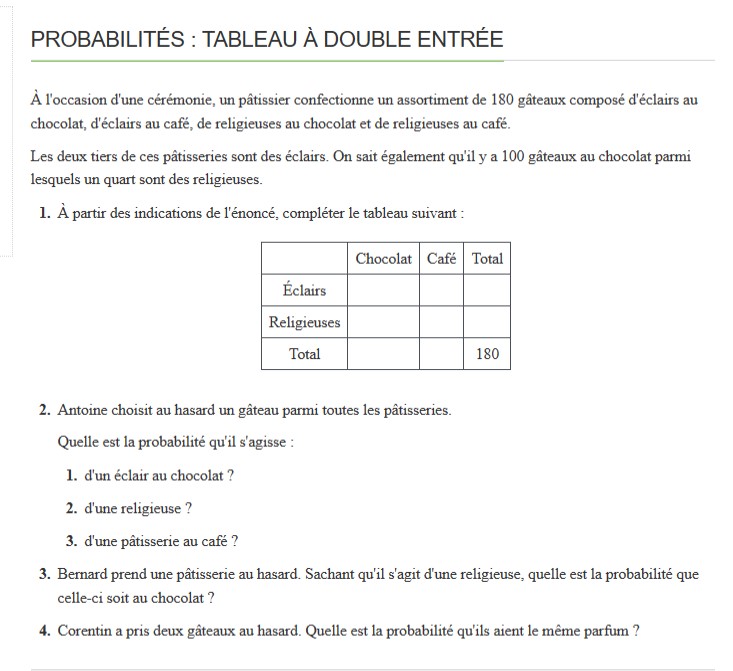 PROBABILITÉS : TABLEAU À DOUBLE ENTRÉE
À l'occasion d'une cérémonie, un pâtissier confectionne un assortiment de 180 gâteaux composé d'éclairs au
chocolat, d'éclairs au café, de religieuses au chocolat et de religieuses au café.
Les deux tiers de ces pâtisseries sont des éclairs. On sait également qu'il y a 100 gâteaux au chocolat parmi
lesquels un quart sont des religieuses.
1. À partir des indications de l'énoncé, compléter le tableau suivant :
Chocolat Café Total
Éclairs
Religieuses
Total 180
2. Antoine choisit au hasard un gâteau parmi toutes les pâtisseries.
Quelle est la probabilité qu'il s'agisse :
1. d'un éclair au chocolat ?
2. d'une religieuse ?
3. d'une pâtisserie au café ?
3. Bernard prend une pâtisserie au hasard. Sachant qu'il s'agit d'une religieuse, quelle est la probabilité que
celle-ci soit au chocolat ?
4. Corentin a pris deux gâteaux au hasard. Quelle est la probabilité qu'ils aient le même parfum ?